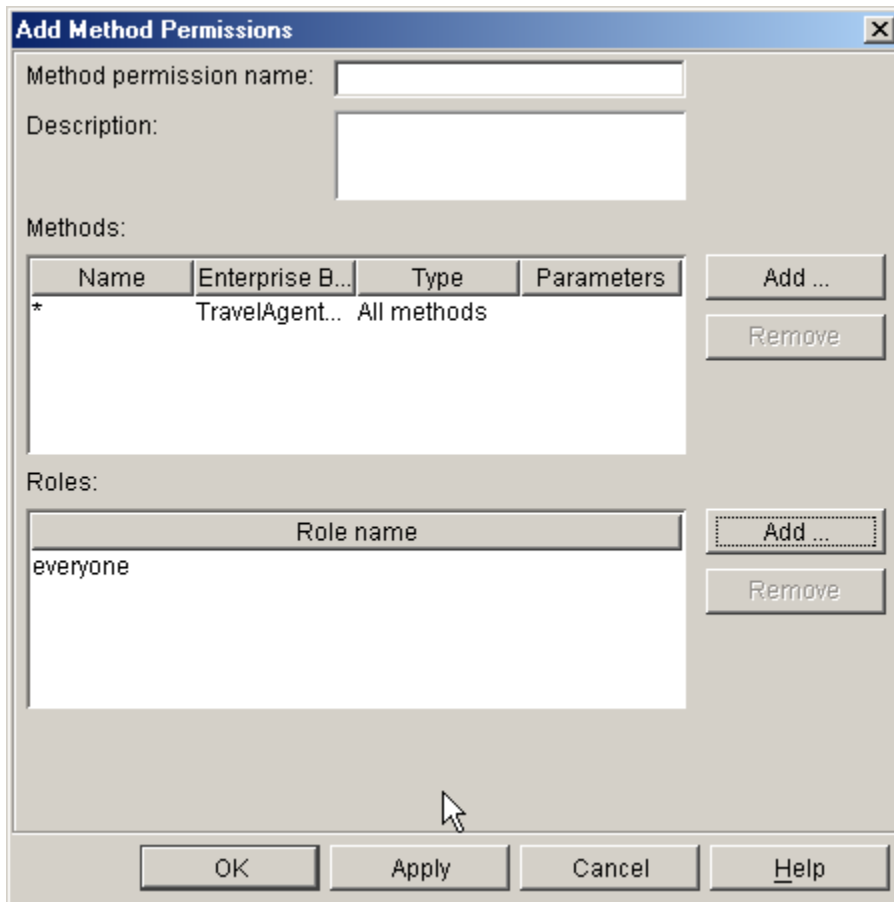 Add Method Permissions
Method permission name:
Description:
Methods:
Name Enterprise B... Type Parameters
* TravelAgent... All methods
Add ...
Remove
Roles:
Role name
everyone
Add ...
Remove
OK Apply Cancel Help